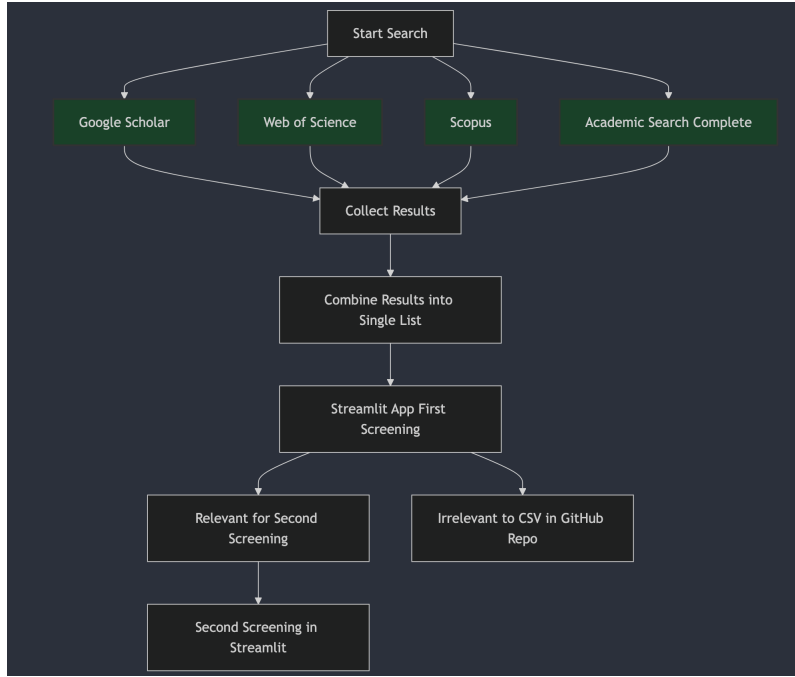 Start Search
Google Scholar
Web of Science
Scopus
Academic Search Complete
Collect Results
Combine Results into
Single List
Streamlit App First
Screening
Relevant for Second
Screening
Irrelevant to CSV in GitHub
Repo
Second Screening in
Streamlit